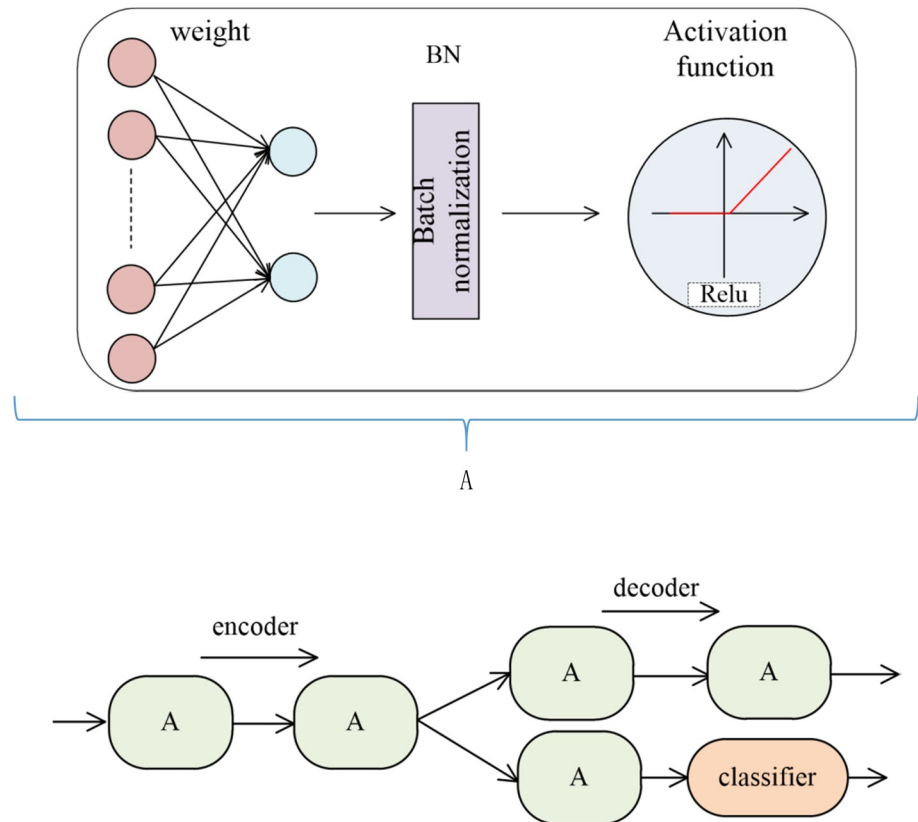 weight
BN
Activation
function
Batch
normalization
Relu
A
encoder
decoder
A
A
A
A
A
classifier